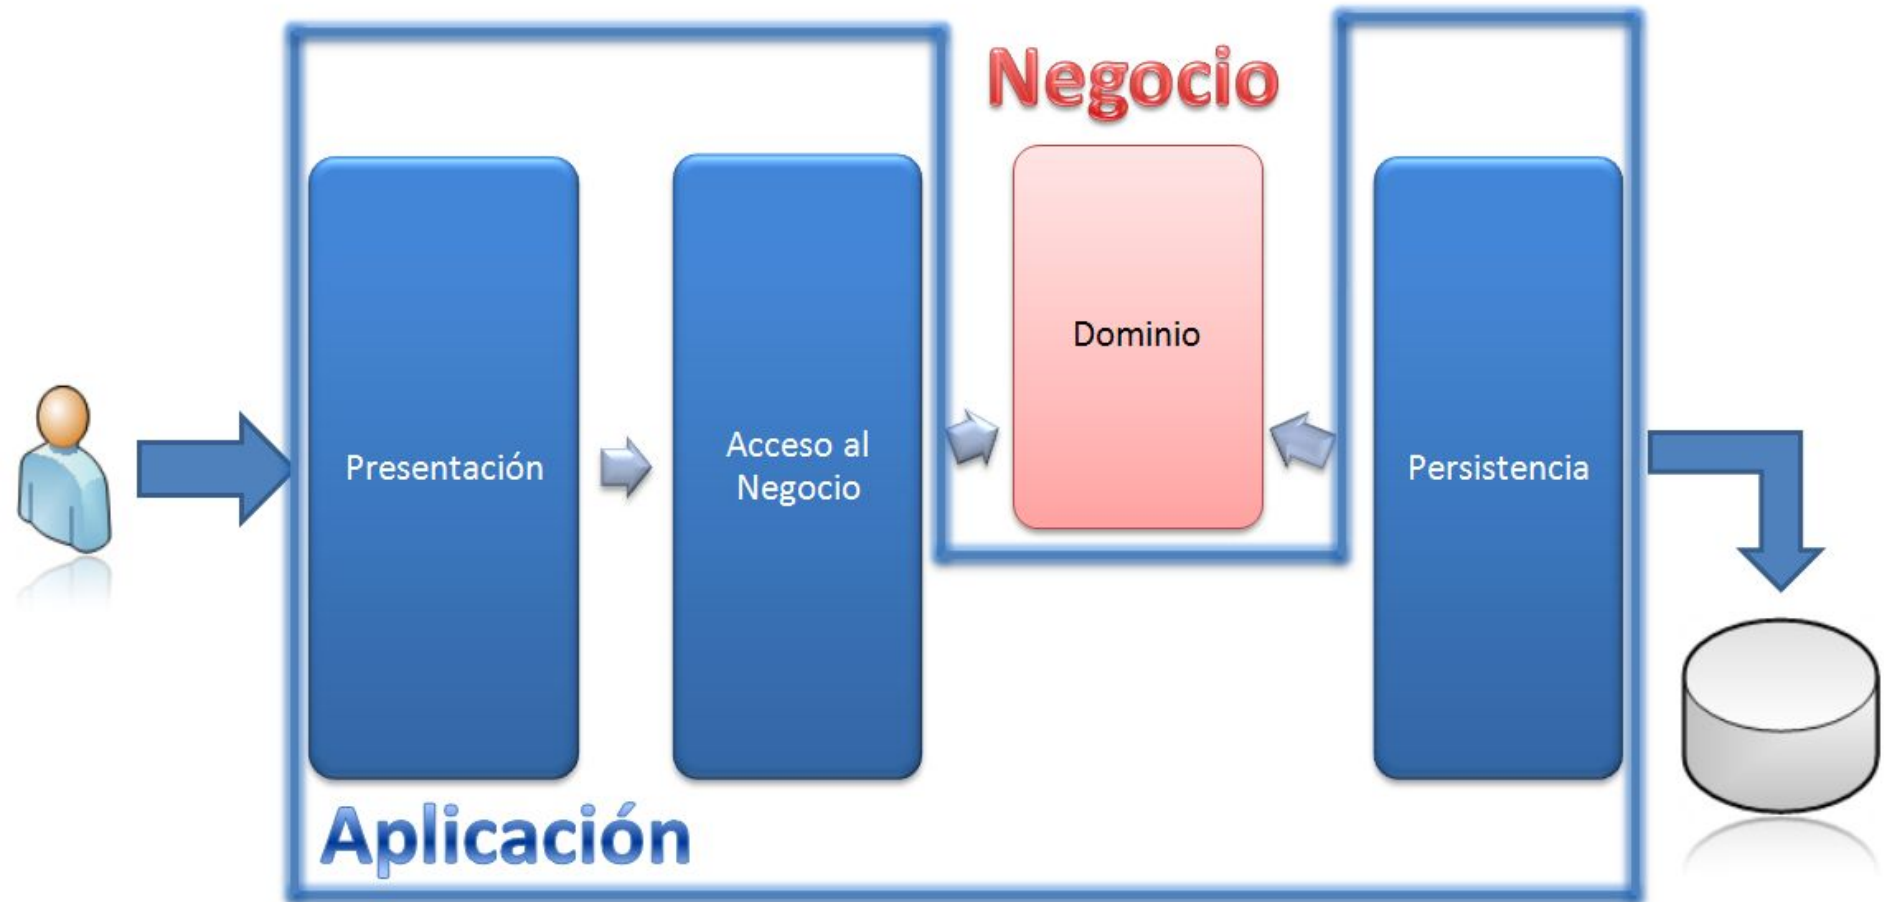 Negocio
Presentación
Acceso al
Negocio
Dominio
Persistencia
Aplicación